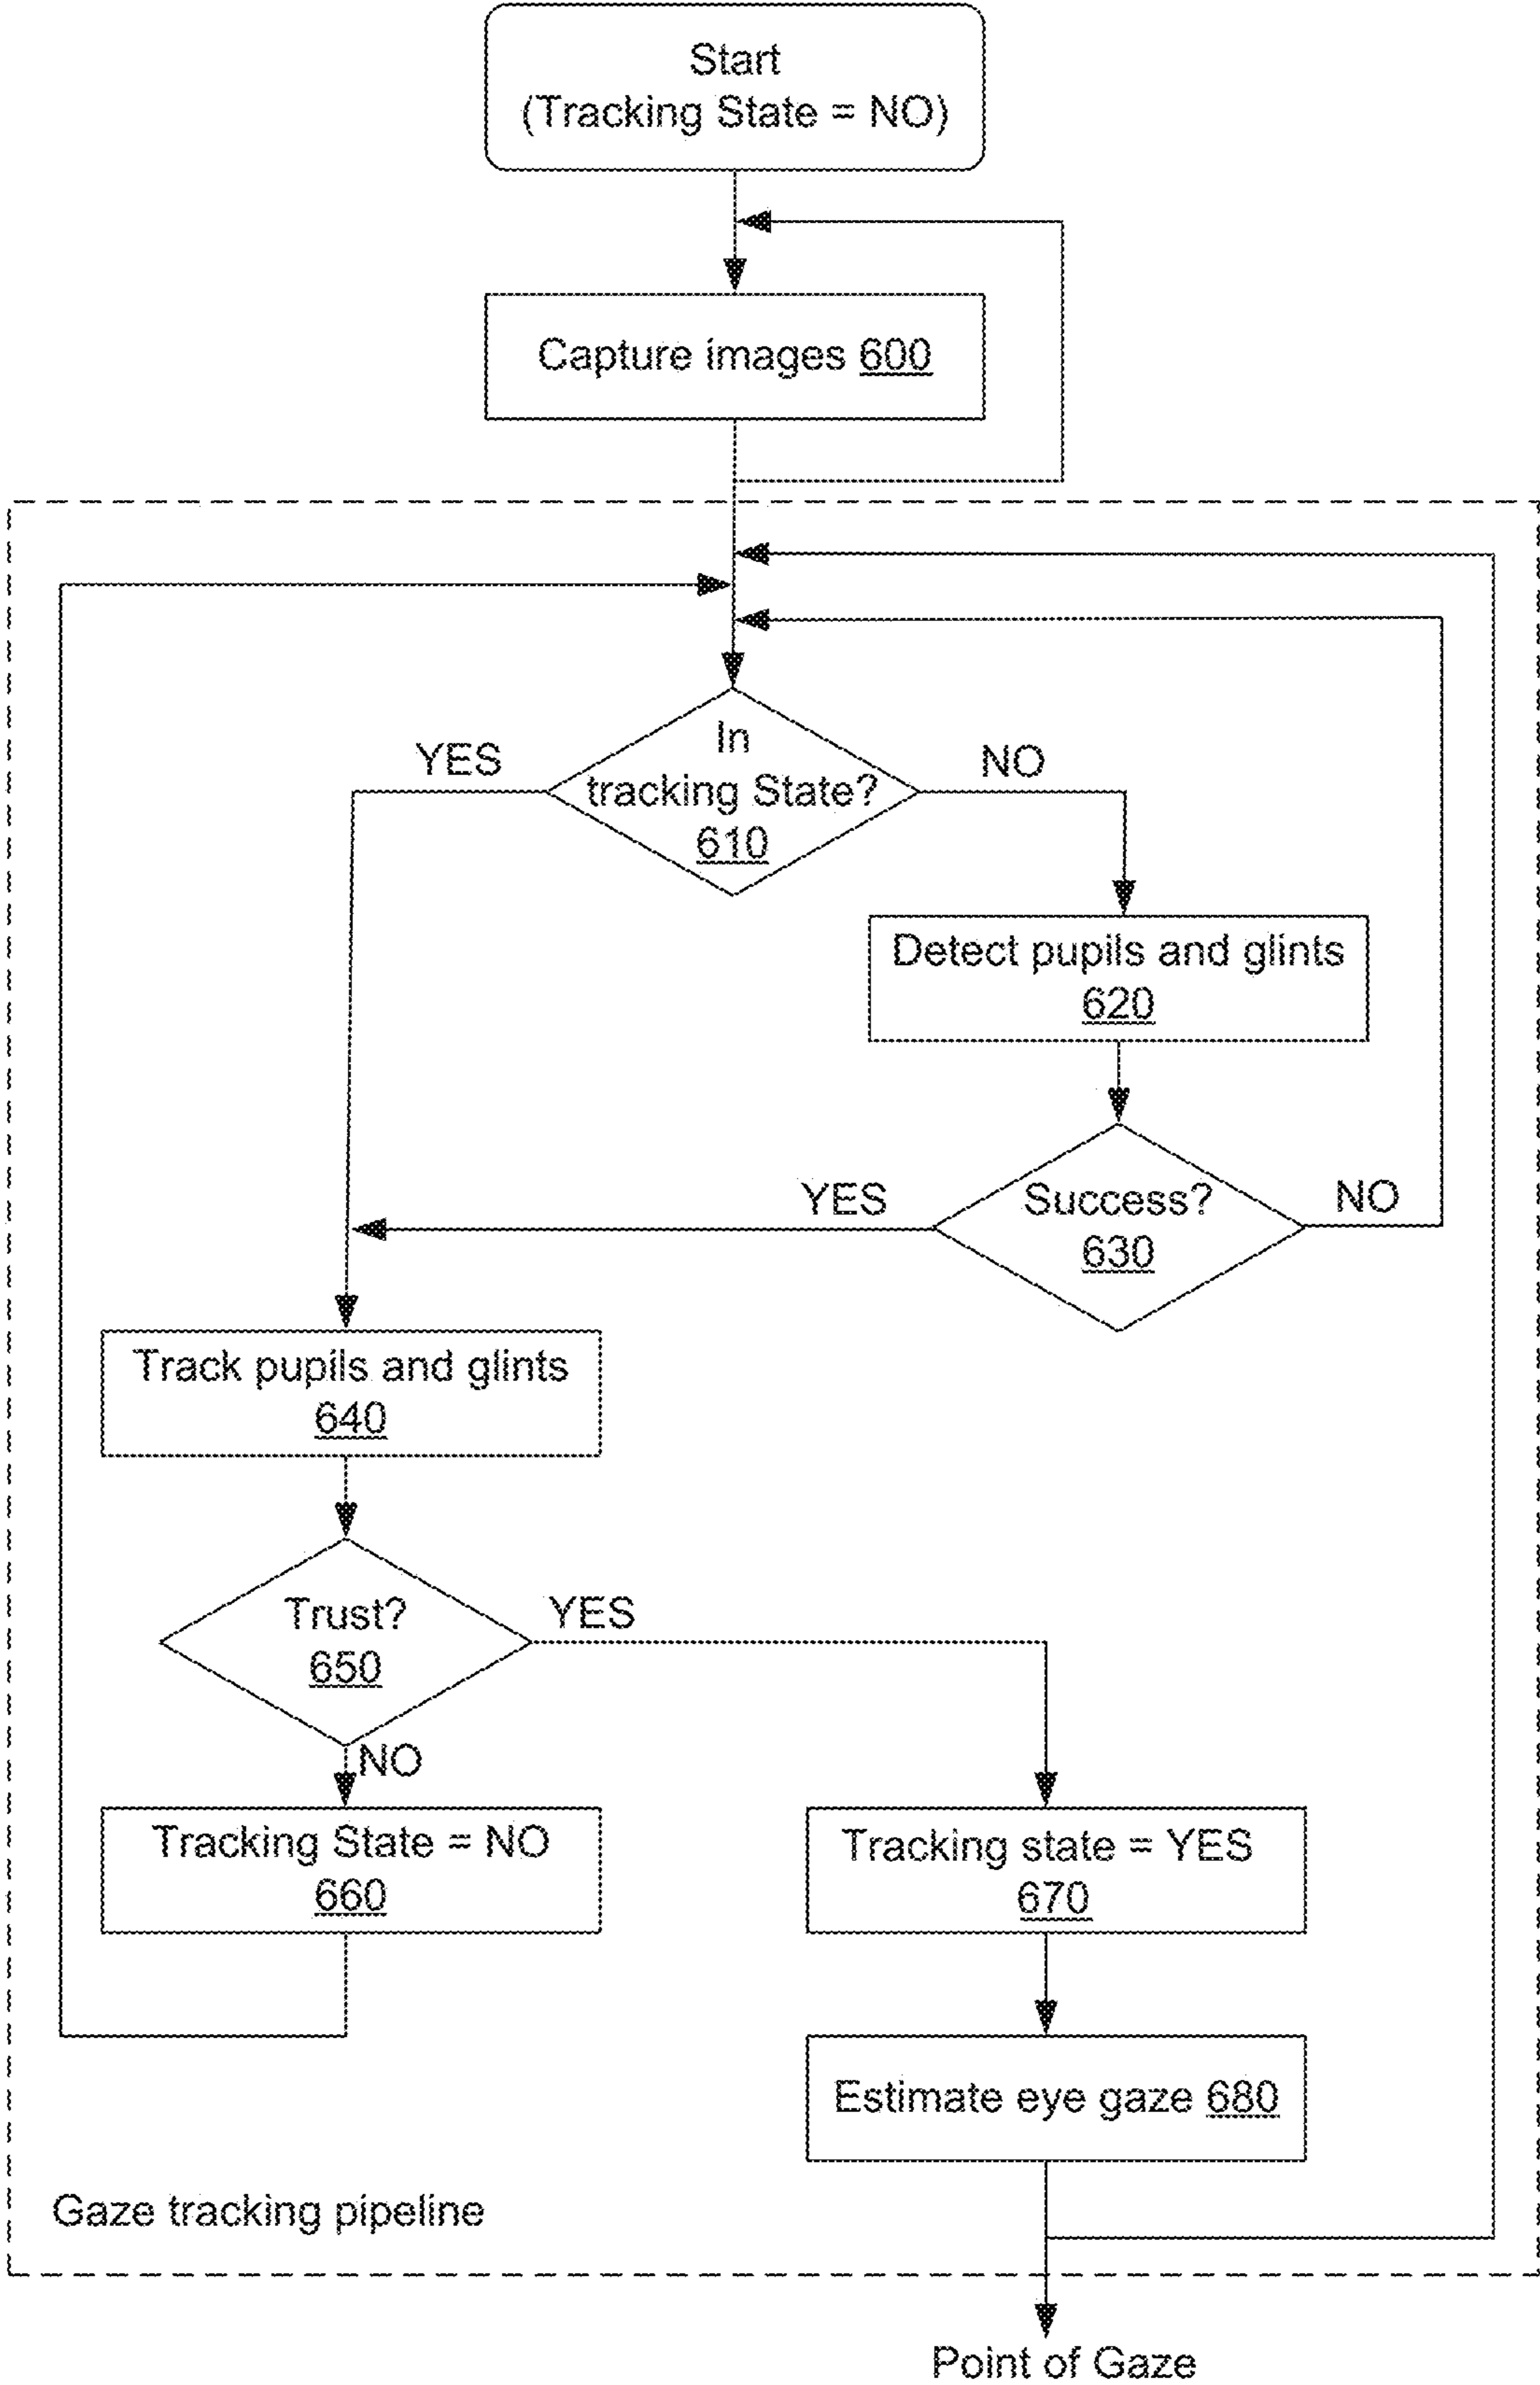 Start
(Tracking State = NO)
Capture images 600
In
tracking State?
610
YES
NO
Detect pupils and glints
620
Success?
630
YES
NO
Track pupils and glints
640
Trust?
650
YES
NO
Tracking State = NO
660
Tracking state = YES
670
Estimate eye gaze 680
Gaze tracking pipeline
Point of Gaze